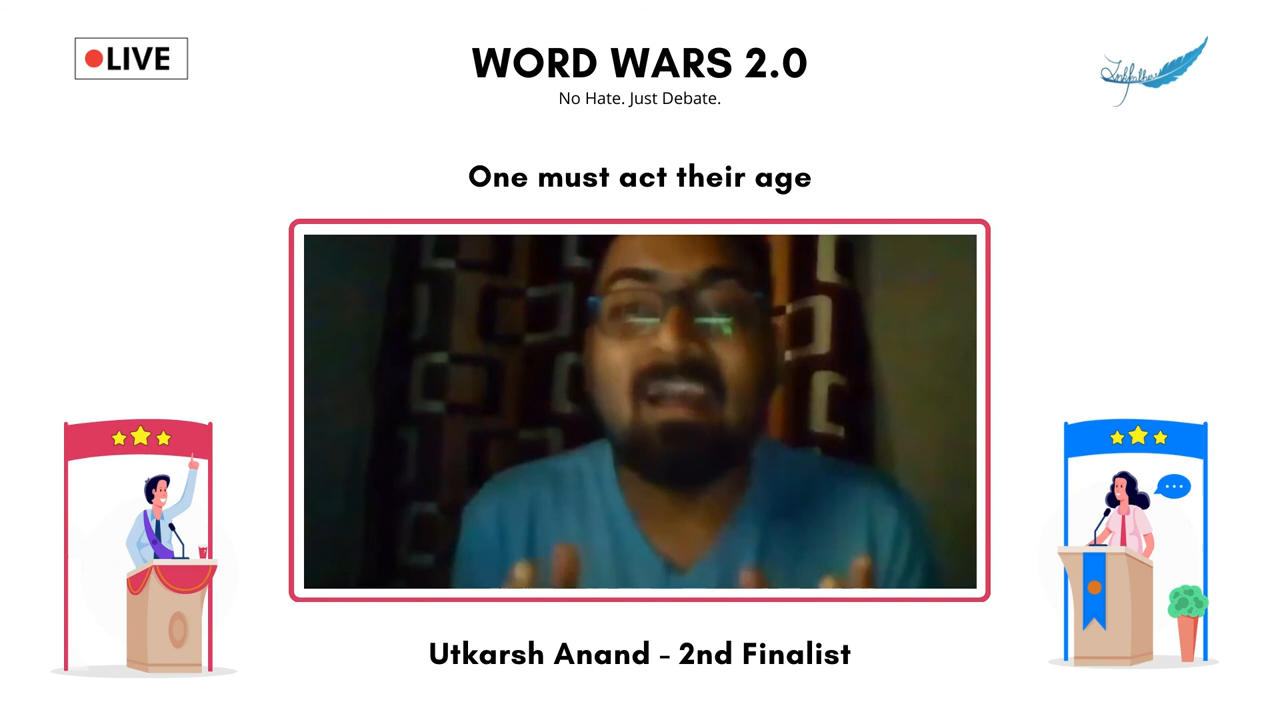 LIVE
WORD WARS 2.0
No Hate. Just Debate.
One must act their age
Utkarsh Anand - 2nd Finalist